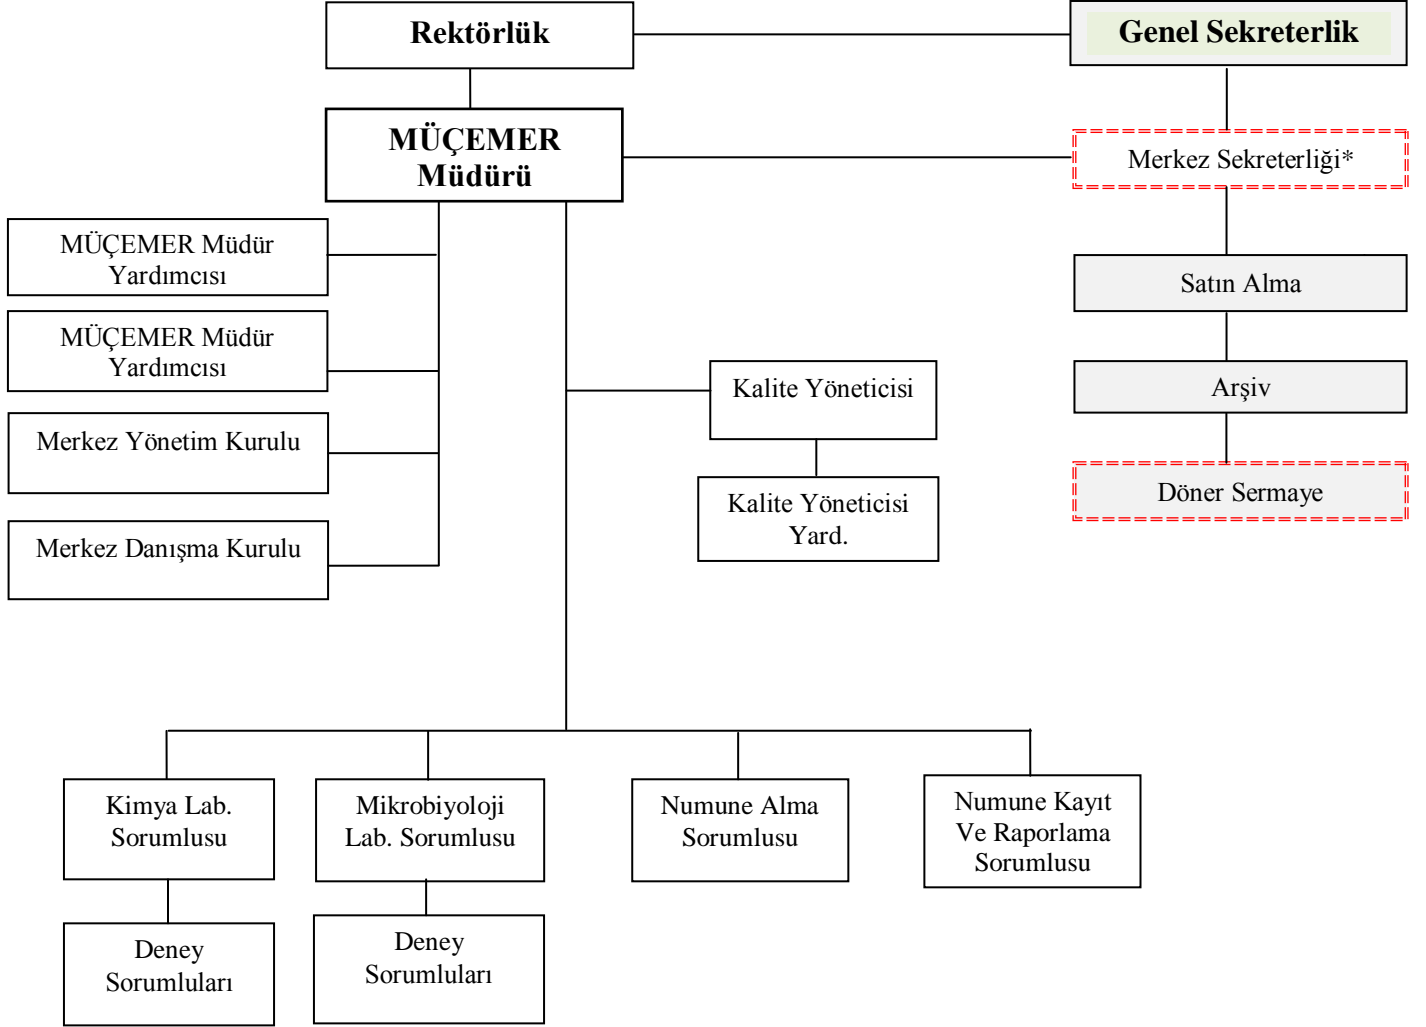 Rektörlük
Genel Sekreterlik
MÜÇEMER
Müdürü
Merkez Sekreterliği*
MÜÇEMER Müdür
Yardımcısı
Satın Alma
MÜÇEMER Müdür
Yardımcısı
Kalite Yöneticisi
Arşiv
Merkez Yönetim Kurulu
Kalite Yöneticisi
Yard.
Döner Sermaye
Merkez Danışma Kurulu
Kimya Lab.
Sorumlusu
Mikrobiyoloji
Lab. Sorumlusu
Numune Alma
Sorumlusu
Numune Kayıt
Ve Raporlama
Sorumlusu
Deney
Sorumluları
Deney
Sorumluları